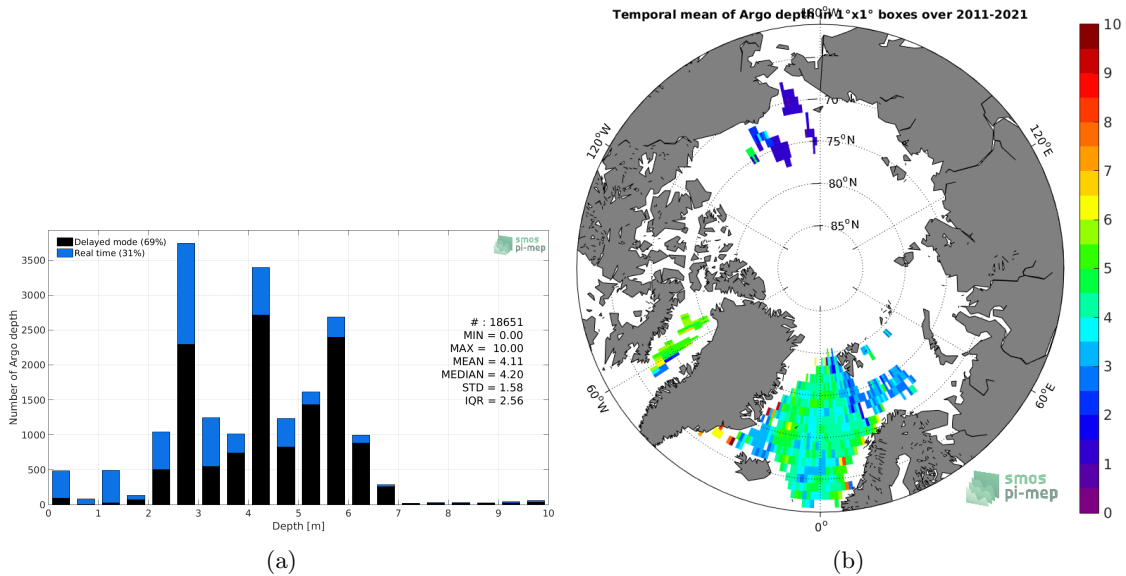 Delayed mode (69%)
Real time (31%)
smos
pi-mep
# : 18651
MIN = 0.00
MAX = 10.00
MEAN = 4.11
MEDIAN = 4.20
STD = 1.58
IQR = 2.56
Number of Argo depth
3500
3000
2500
2000
1500
1000
500
0
0 1 2 3 4 5 6 7 8 9 10
Depth [m]
(a)
Temporal mean of Argo depth in 1°x1° boxes over 2011-2021
180°W
120°W
120°E
70°N
75°N
80°N
85°N
60°W
60°E
0°
smos
pi-mep
10
9
8
7
6
5
4
3
2
1
0
(b)